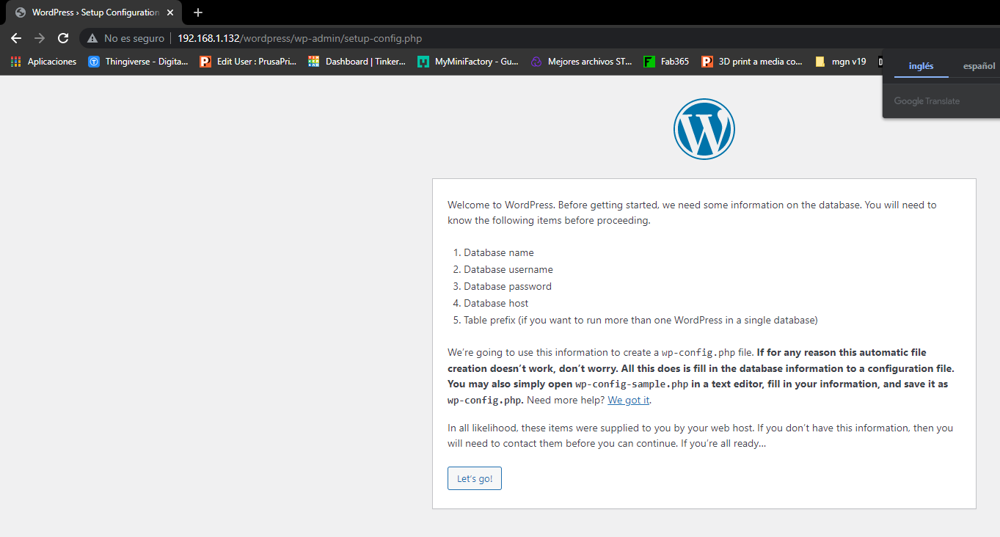 WordPress › Setup Configuration
No es seguro | 192.168.1.132/wordpress/wp-admin/setup-config.php
Aplicaciones Thingiverse - Digita... Edit User : PrusaPri... Dashboard | Tinker... MyMiniFactory - Gu... Mejores archivos ST... Fab365 3D print a media co... mgn v19
inglés español
Google Translate
Welcome to WordPress. Before getting started, we need some information on the database. You will need to
know the following items before proceeding.
1. Database name
2. Database username
3. Database password
4. Database host
5. Table prefix (if you want to run more than one WordPress in a single database)
We’re going to use this information to create a wp-config.php file. If for any reason this automatic file
creation doesn’t work, don’t worry. All this does is fill in the database information to a configuration file.
You may also simply open wp-config-sample.php in a text editor, fill in your information, and save it as
wp-config.php. Need more help? We got it.
In all likelihood, these items were supplied to you by your web host. If you don’t have this information, then you
will need to contact them before you can continue. If you’re all ready…
Let’s go!